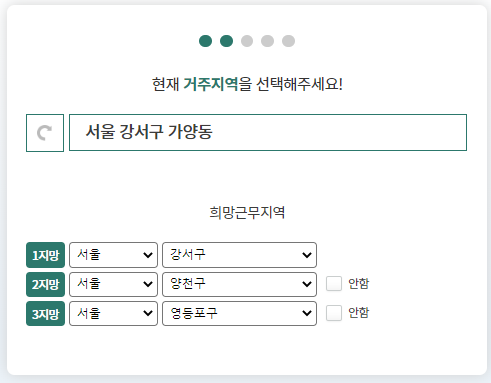 현재 거주지역을 선택해주세요!
서울 강서구 가양동
희망근무지역
1지망 서울 강서구
2지망 서울 양천구 안함
3지망 서울 영등포구 안함